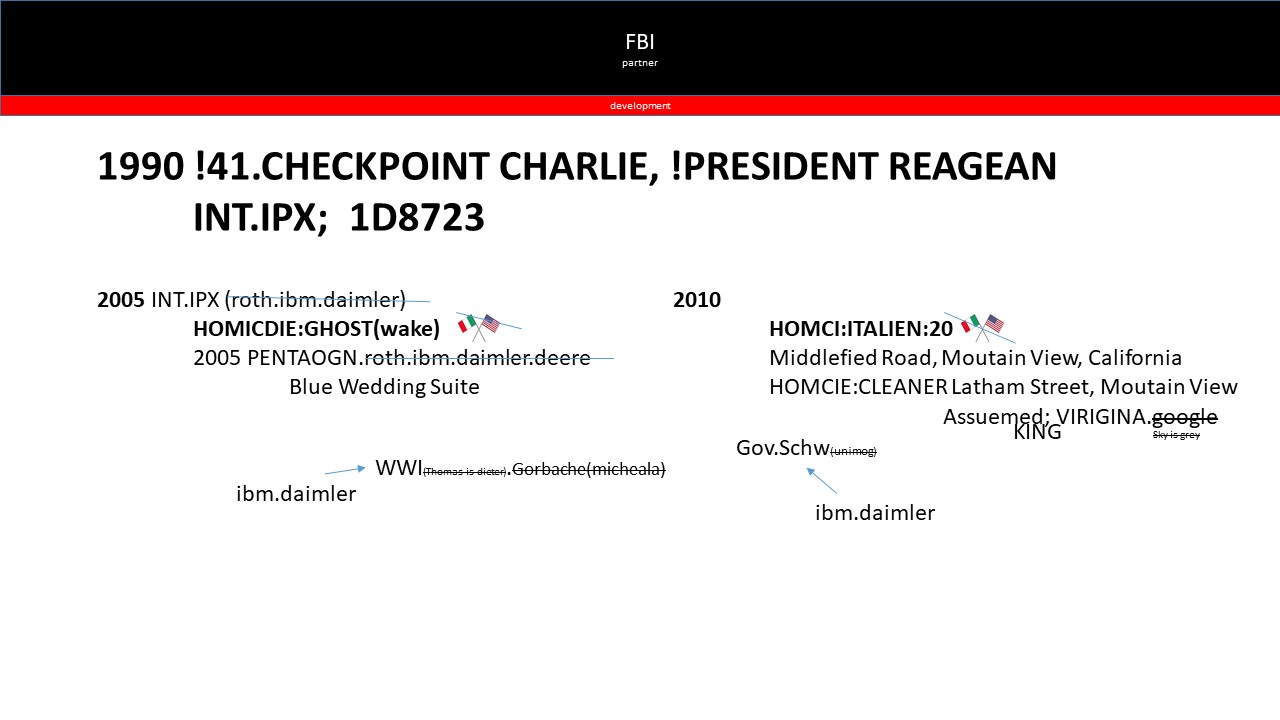 FBI
partner
development
1990 !41.CHECKPOINT CHARLIE, !PRESIDENT REAGEAN
INT.IPX; 1D8723
2005 INT.IPX (roth.ibm.daimler)
HOMICDIE:GHOST(wake)
2005 PENTAOGN.roth.ibm.daimler.deere
Blue Wedding Suite
WWI(Thomas is dieter).Gorbache(micheala)
ibm.daimler
2010
HOMCI:ITALIEN:20
Middlefied Road, Moutain View, California
HOMCIE:CLEANER Latham Street, Moutain View
Assuemed; VIRIGINA.google
KING
Sky is grey
Gov.Schw(unimog)
ibm.daimler